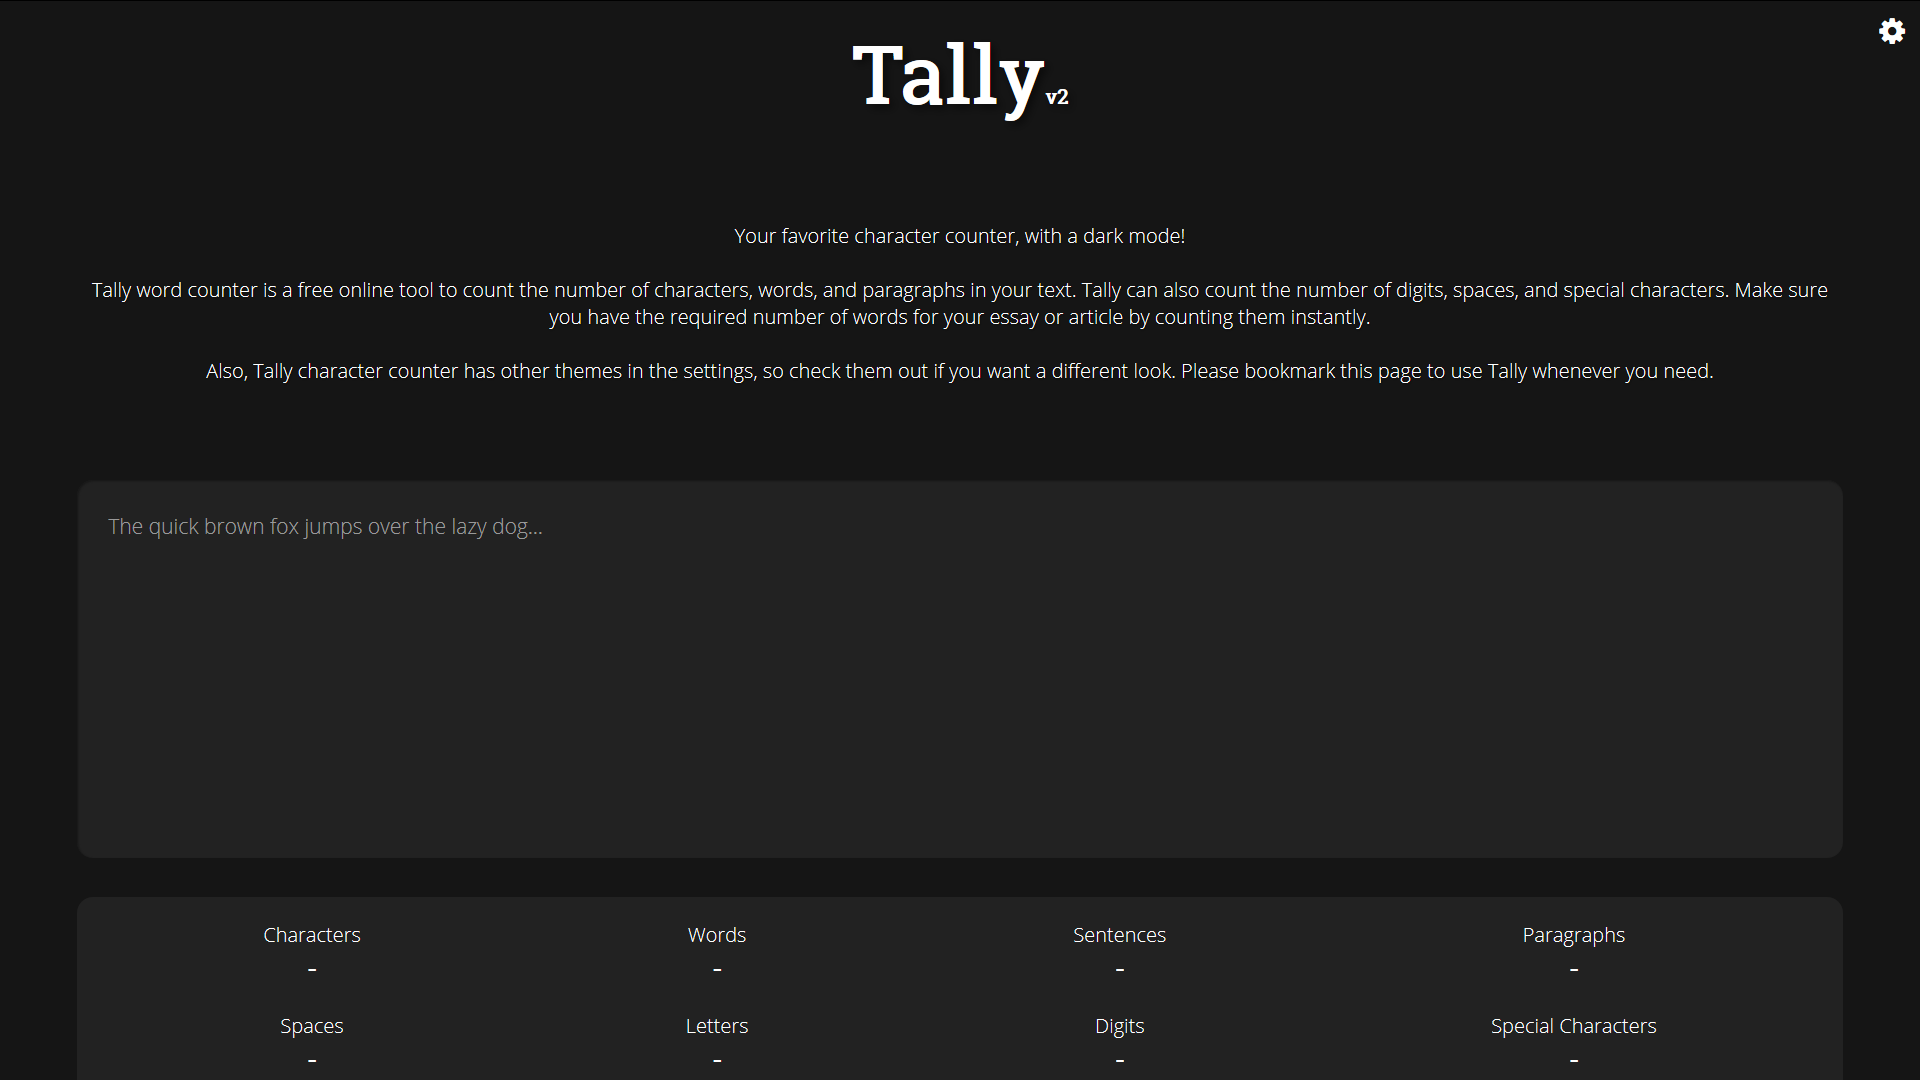 Tally v2
Your favorite character counter, with a dark mode!
Tally word counter is a free online tool to count the number of characters, words, and paragraphs in your text. Tally can also count the number of digits, spaces, and special characters. Make sure
you have the required number of words for your essay or article by counting them instantly.
Also, Tally character counter has other themes in the settings, so check them out if you want a different look. Please bookmark this page to use Tally whenever you need.
The quick brown fox jumps over the lazy dog...
Characters Words Sentences Paragraphs
- - - -
Spaces Letters Digits Special Characters
- - - -